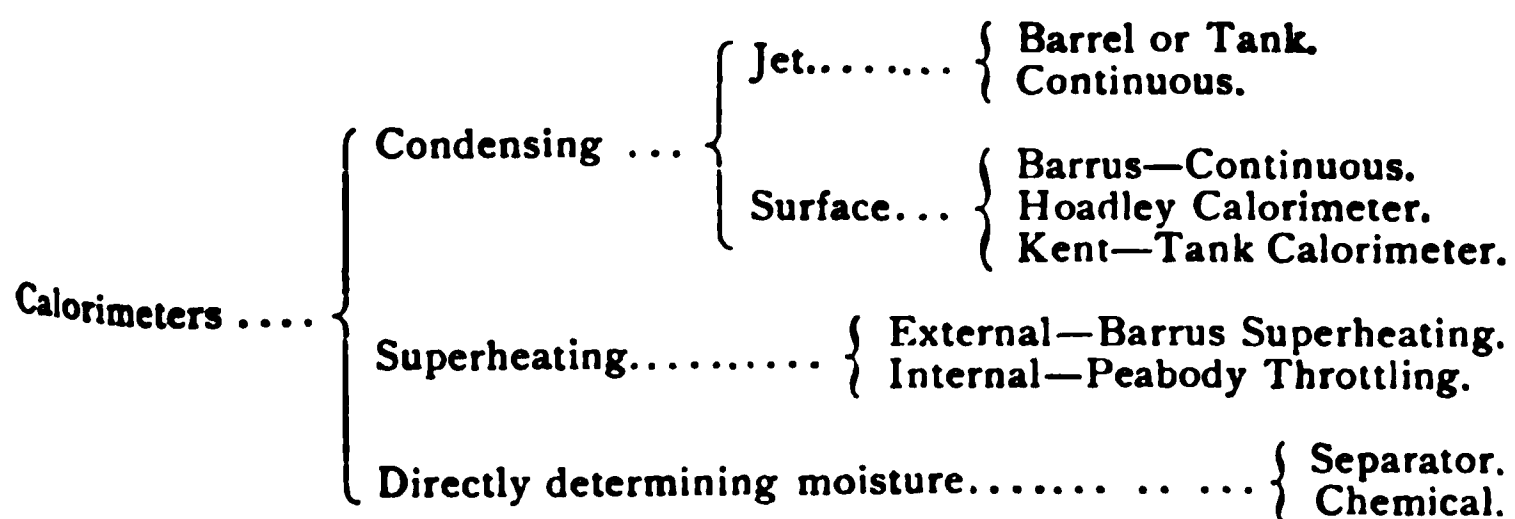 Jet........ { Barrel or Tank.
Continuous.
Condensing ... {
Barrus—Continuous.
Surface... { Hoadley Calorimeter.
Kent—Tank Calorimeter.
Calorimeters .... {
External—Barrus Superheating.
Superheating.......... {
Internal—Peabody Throttling.
Separator.
Directly determining moisture....... .. ... {
Chemical.